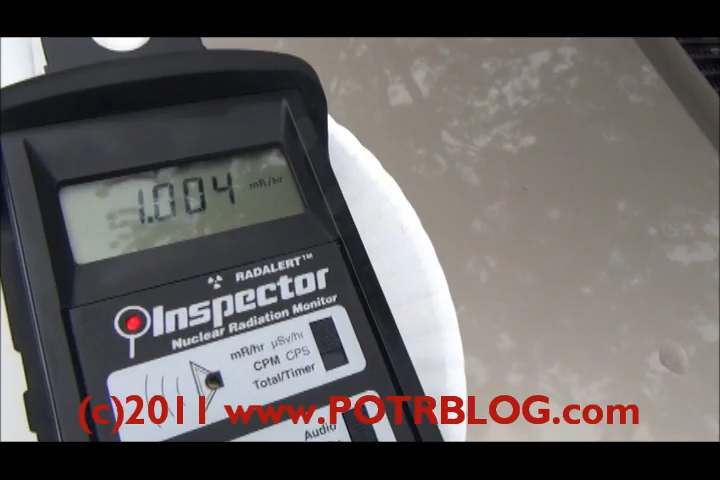 1.004 mR/hr
RADALERT™
Inspector
Nuclear Radiation Monitor
mR/hr µSv/hr
CPM CPS
Total/Timer
Audio
(c)2011 www.POTRBLOG.com